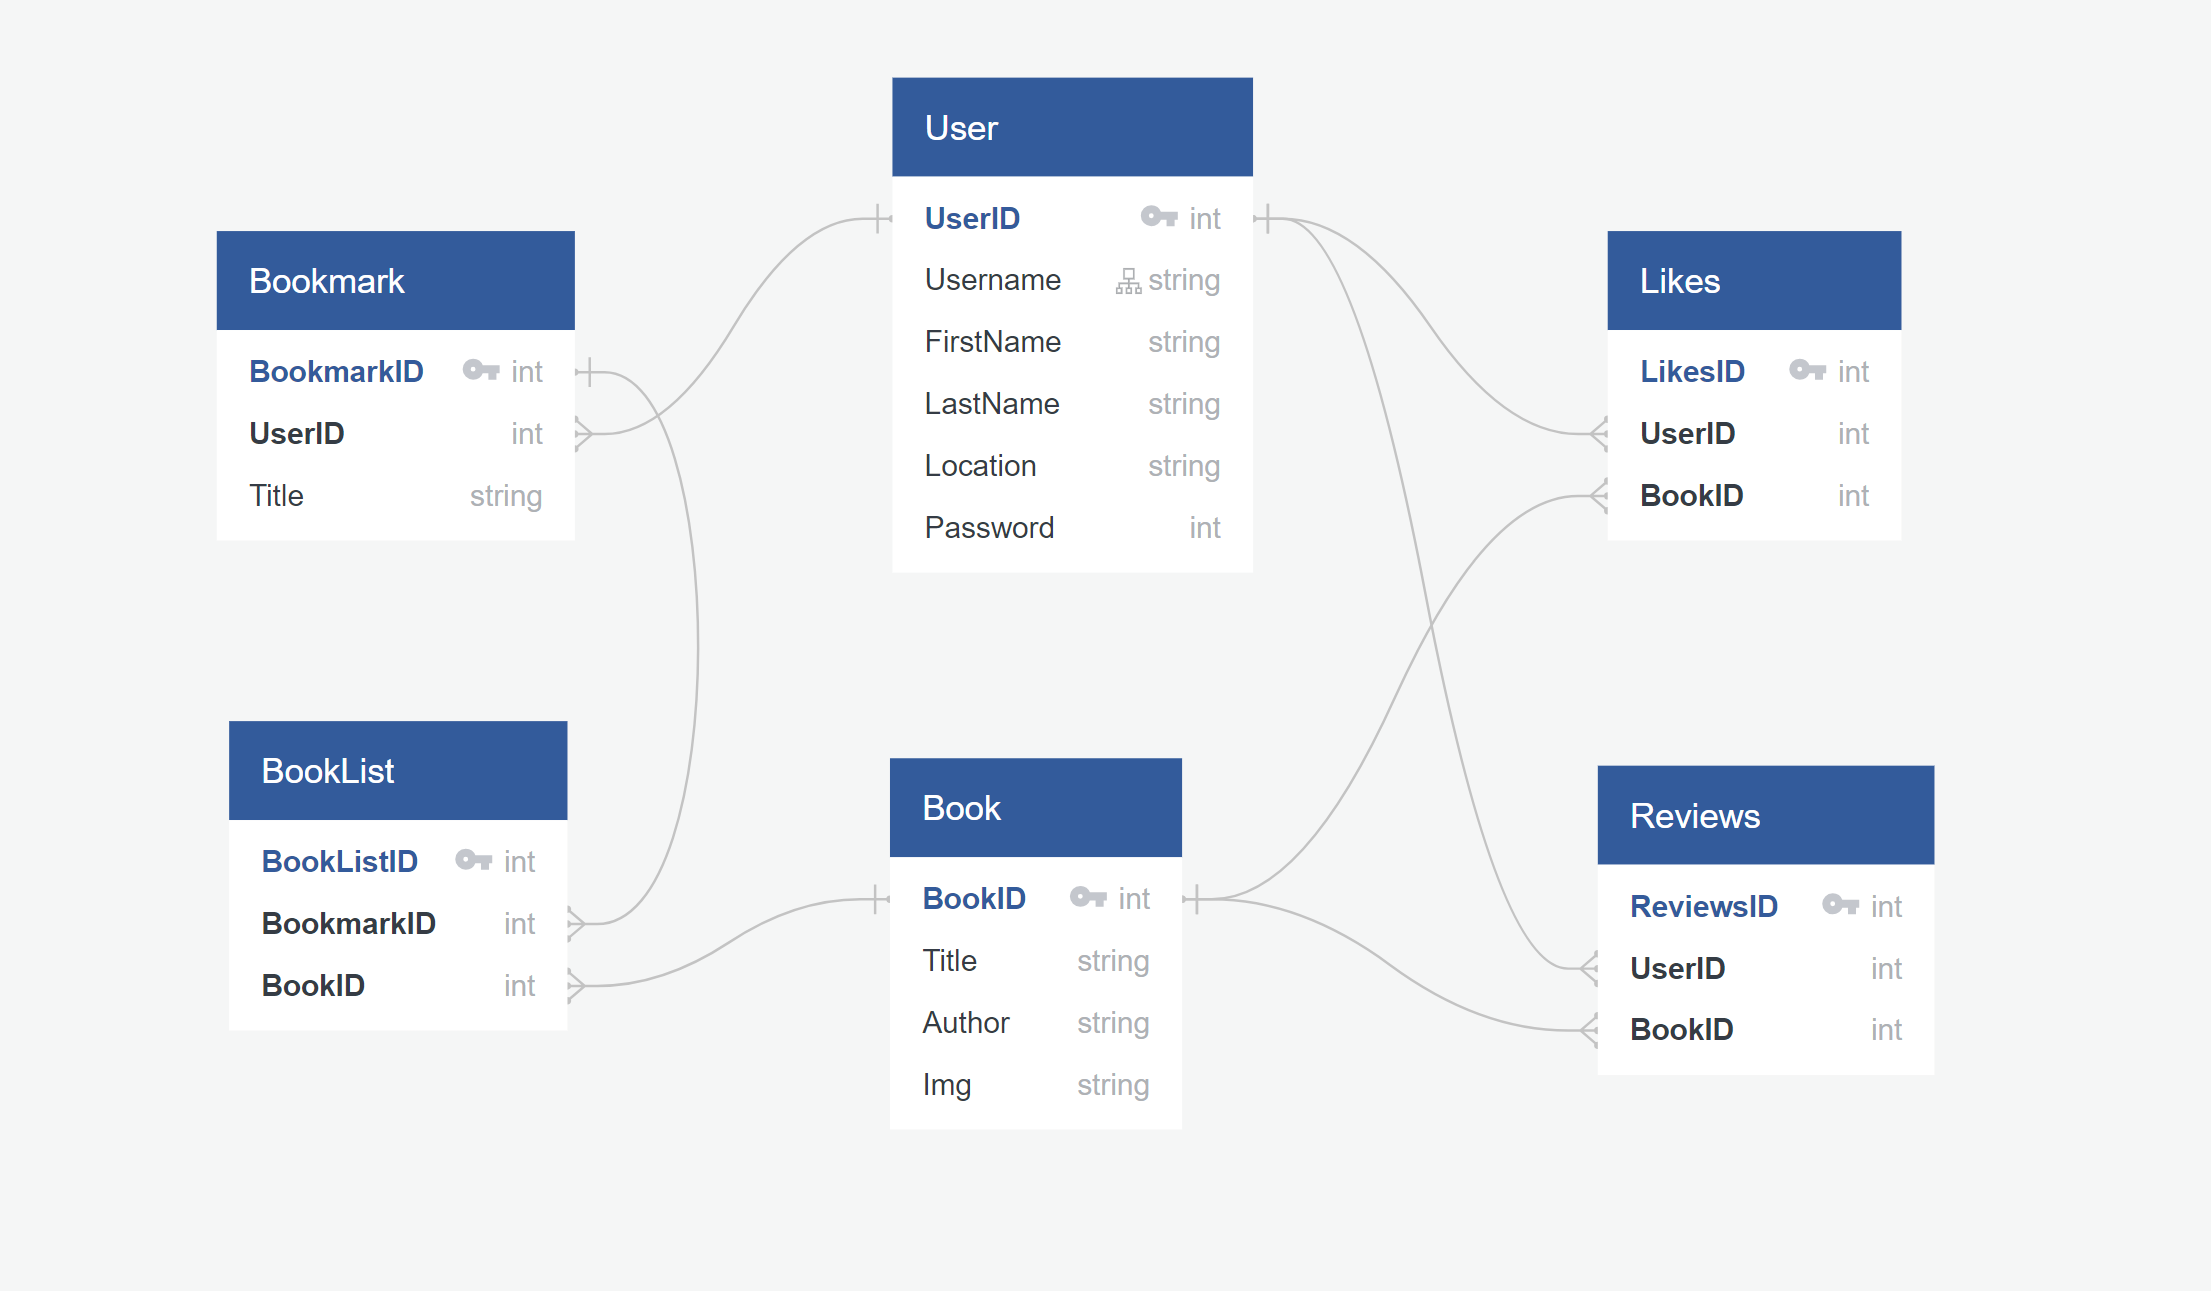 User
UserID int
Username string
FirstName string
LastName string
Location string
Password int
Bookmark
BookmarkID int
UserID int
Title string
Likes
LikesID int
UserID int
BookID int
BookList
BookListID int
BookmarkID int
BookID int
Book
BookID int
Title string
Author string
Img string
Reviews
ReviewsID int
UserID int
BookID int